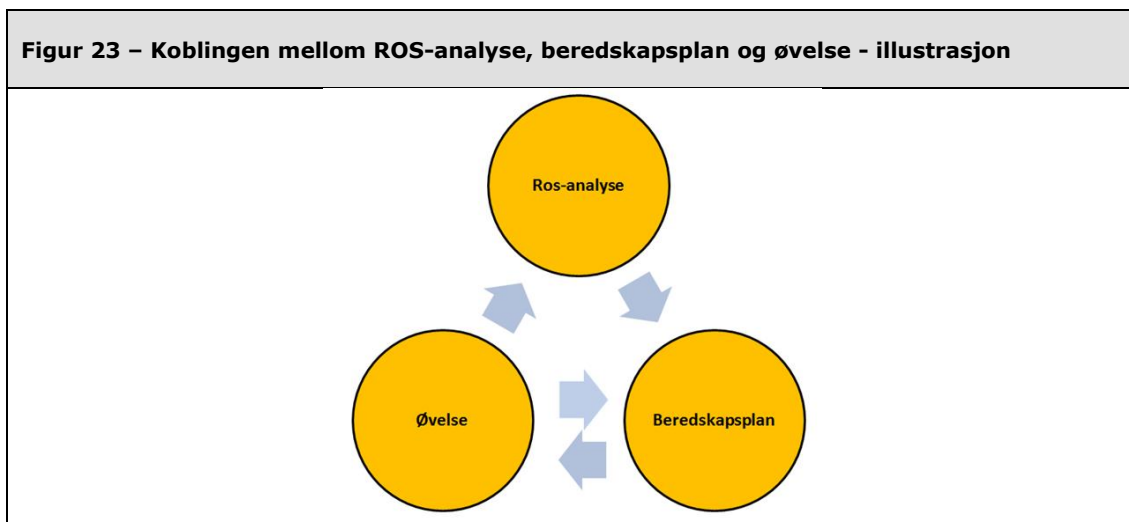 Figur 23 – Koblingen mellom ROS-analyse, beredskapsplan og øvelse - illustrasjon
Ros-analyse
Øvelse
Beredskapsplan